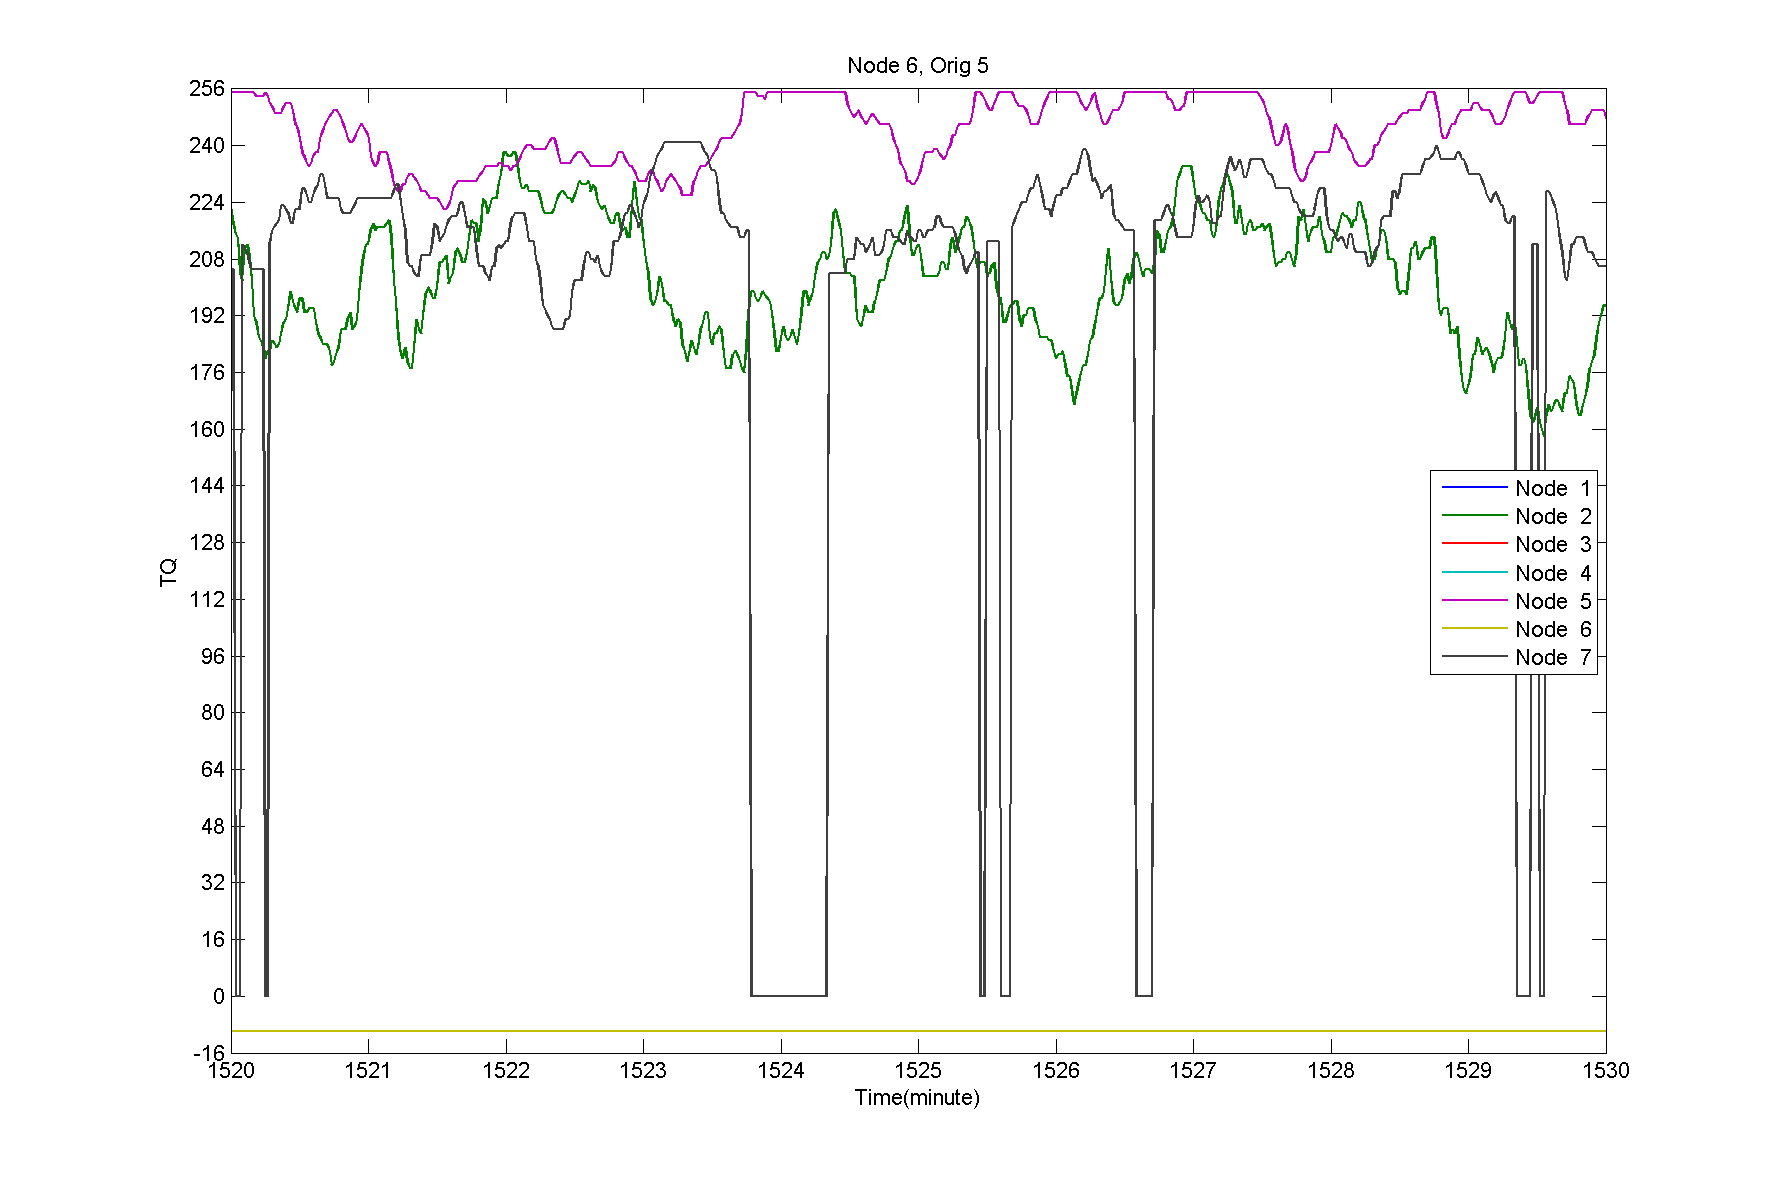 Node 6, Orig 5
256
240
224
208
192
176
160
144
128
112
96
80
64
48
32
16
0
-16
TQ
Node 1
Node 2
Node 3
Node 4
Node 5
Node 6
Node 7
1520 1521 1522 1523 1524 1525 1526 1527 1528 1529 1530
Time(minute)